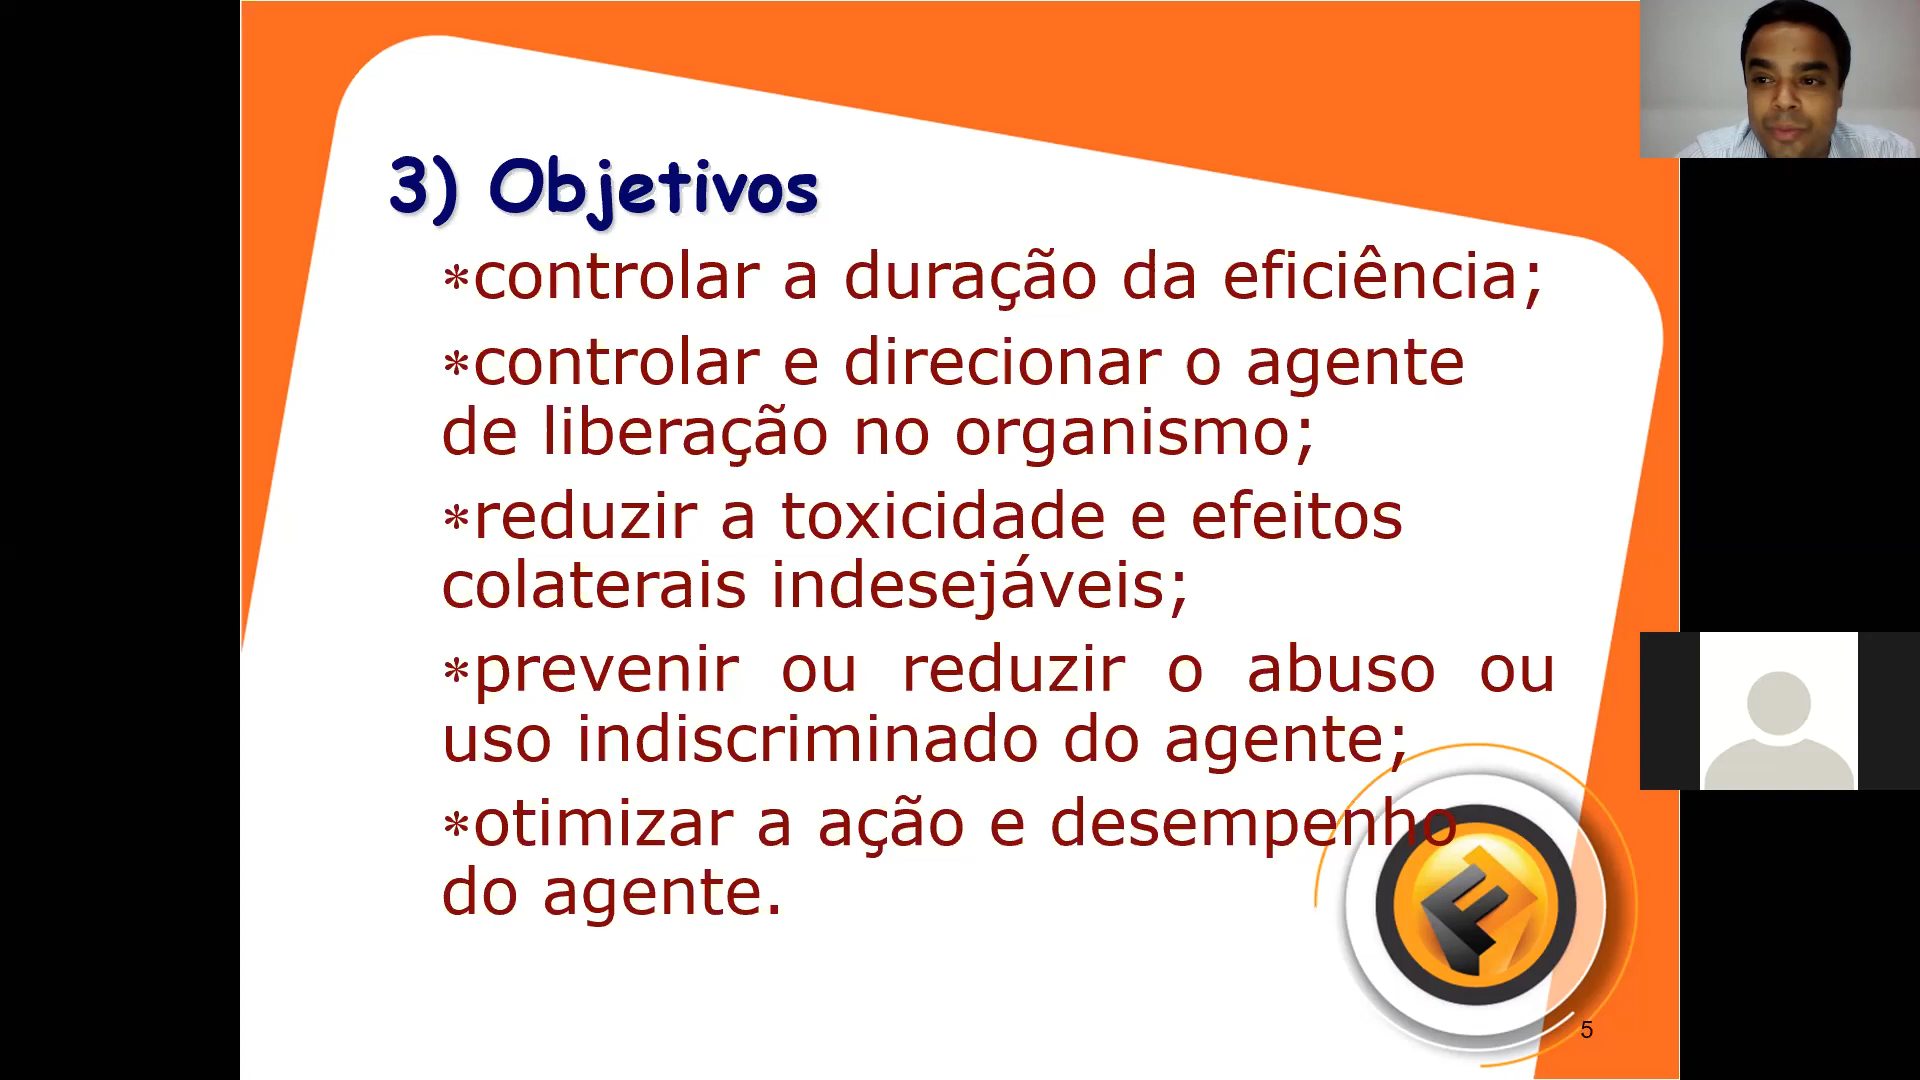 3) Objetivos
*controlar a duração da eficiência;
*controlar e direcionar o agente
de liberação no organismo;
*reduzir a toxicidade e efeitos
colaterais indesejáveis;
*prevenir ou reduzir o abuso ou
uso indiscriminado do agente;
*otimizar a ação e desempenho
do agente.
5